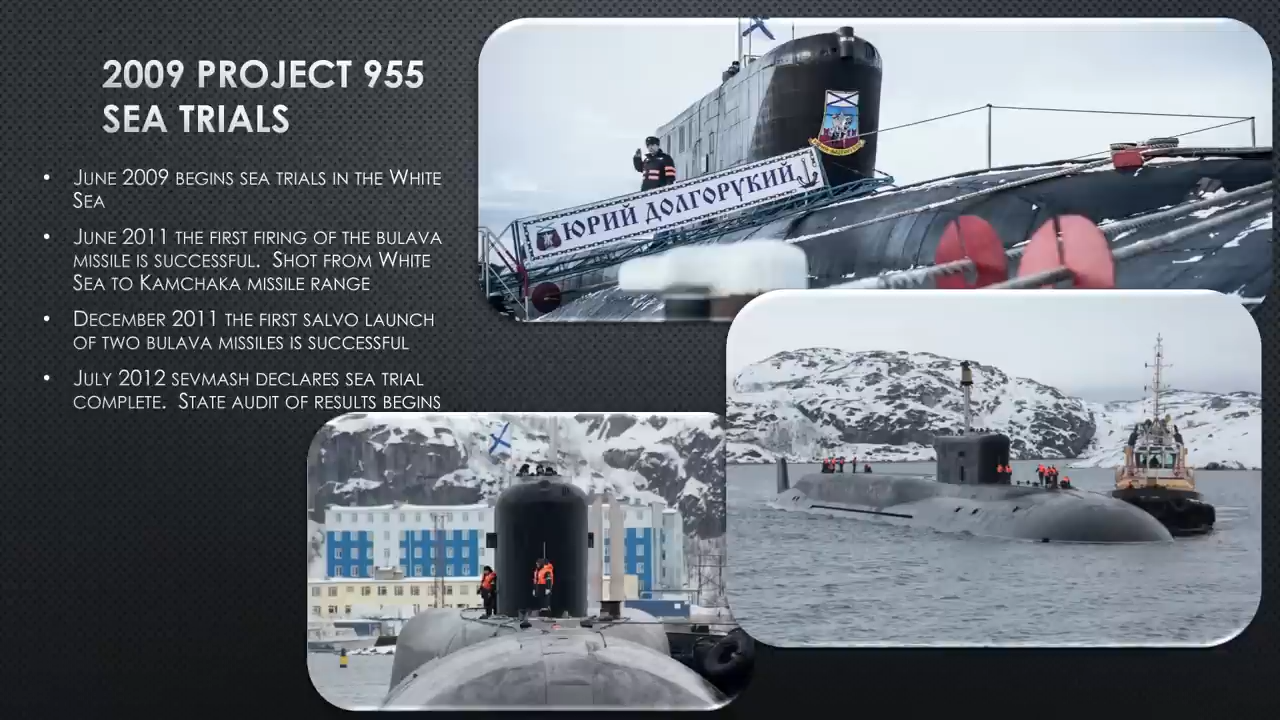 2009 PROJECT 955
SEA TRIALS
• JUNE 2009 BEGINS SEA TRIALS IN THE WHITE
SEA
• JUNE 2011 THE FIRST FIRING OF THE BULAVA
MISSILE IS SUCCESSFUL. SHOT FROM WHITE
SEA TO KAMCHAKA MISSILE RANGE
• DECEMBER 2011 THE FIRST SALVO LAUNCH
OF TWO BULAVA MISSILES IS SUCCESSFUL
• JULY 2012 SEVMASH DECLARES SEA TRIAL
COMPLETE. STATE AUDIT OF RESULTS BEGINS
ЮРИЙ ДОЛГОРУКИЙ